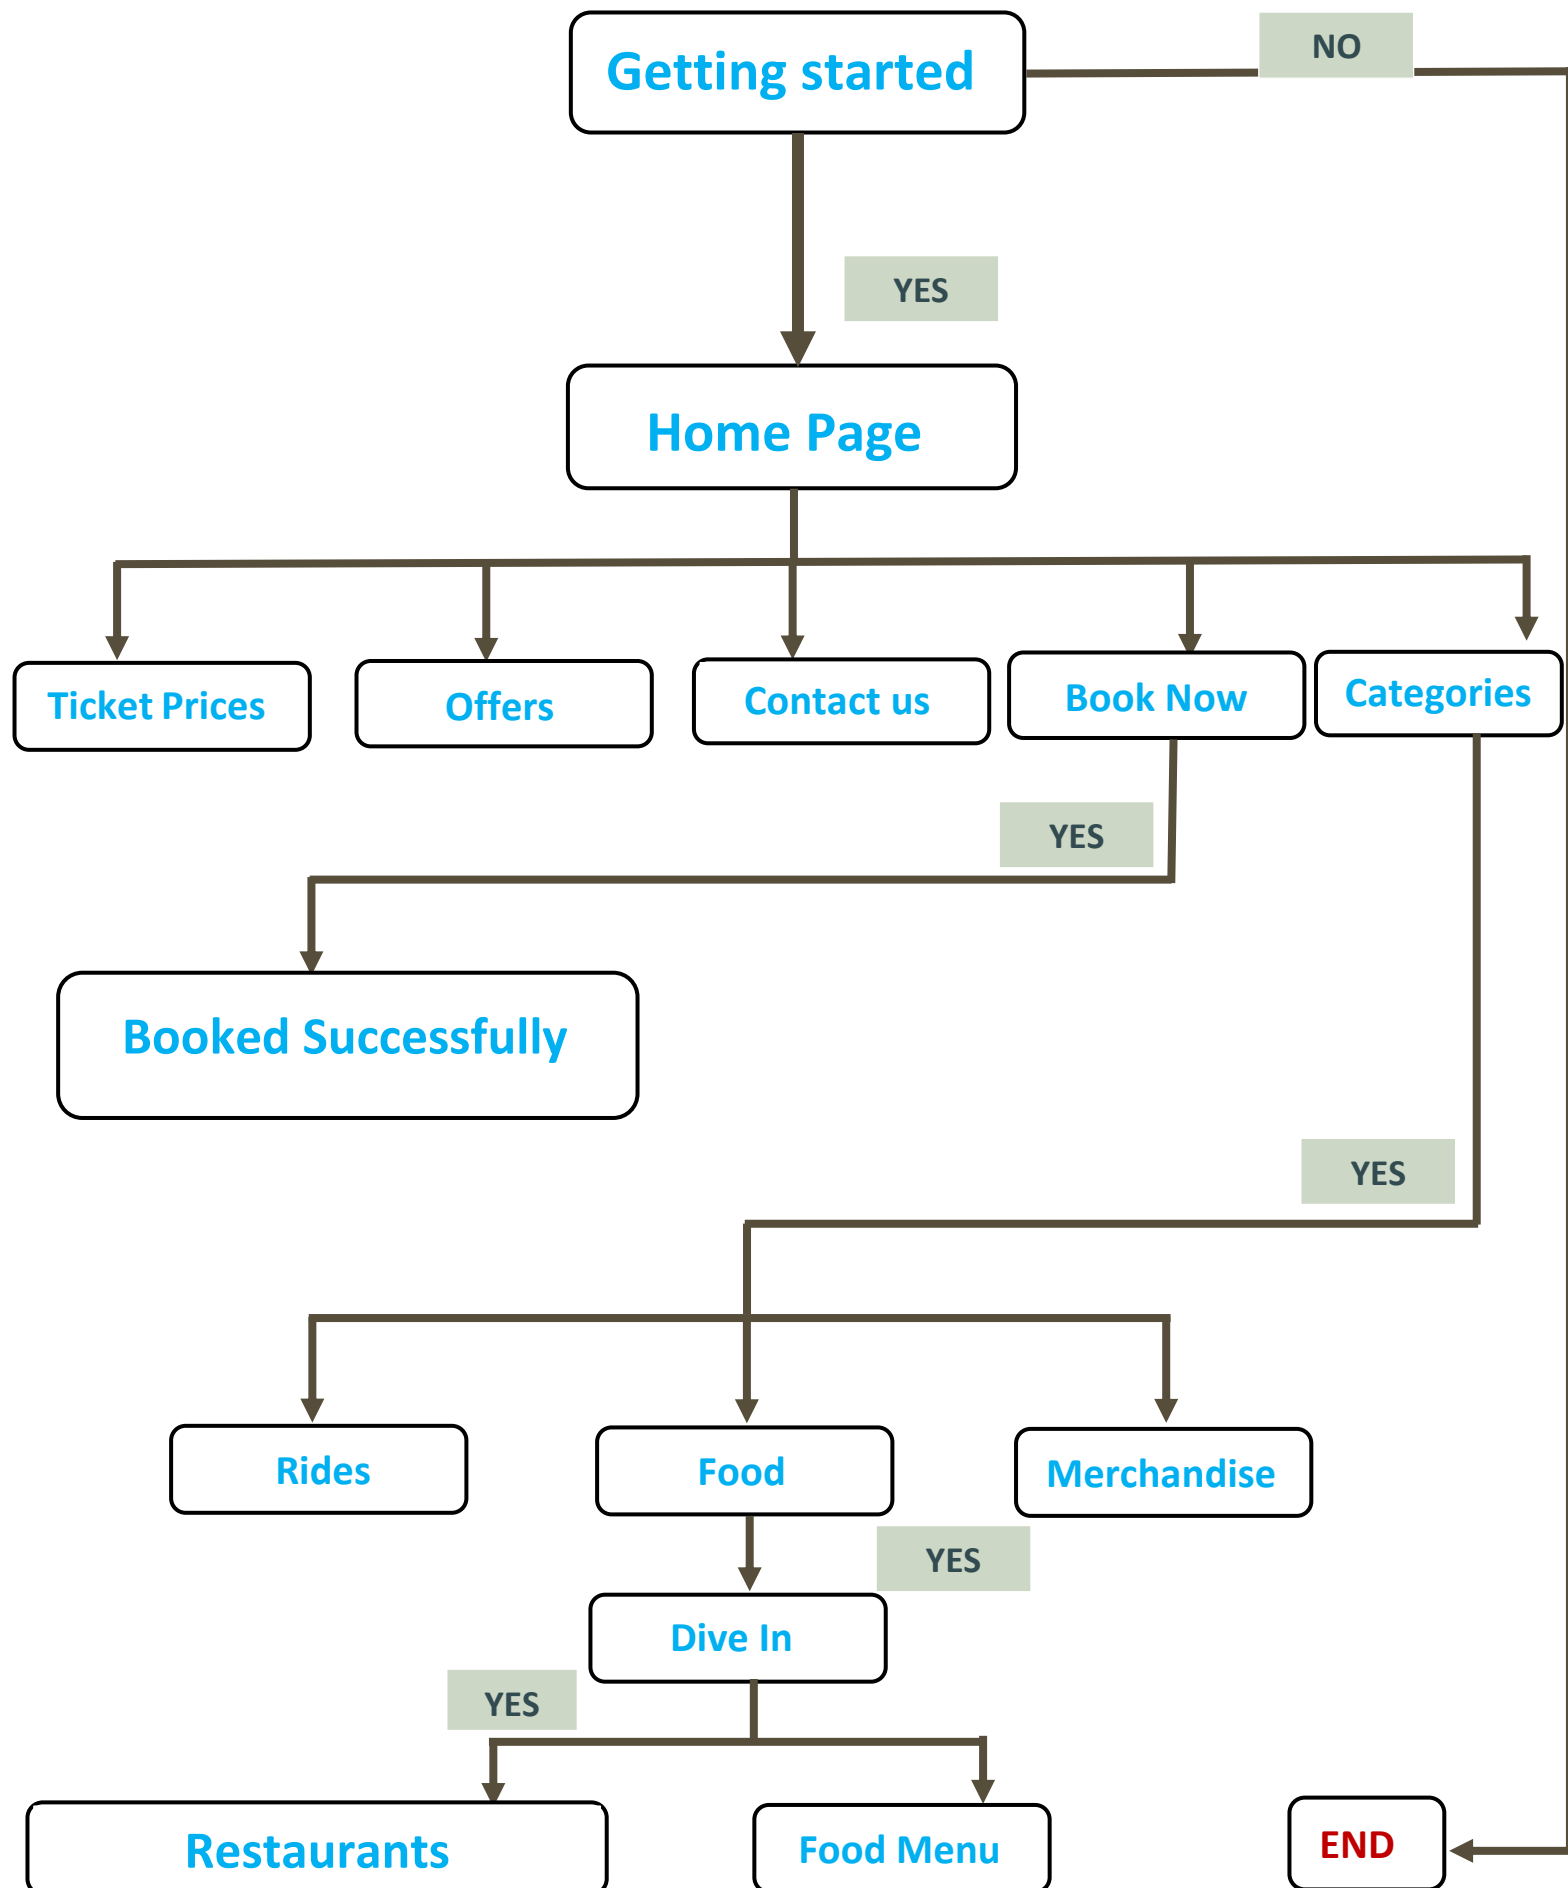 Getting started
NO
YES
Home Page
Ticket Prices
Offers
Contact us
Book Now
Categories
YES
Booked Successfully
YES
Rides
Food
Merchandise
YES
Dive In
YES
Restaurants
Food Menu
END